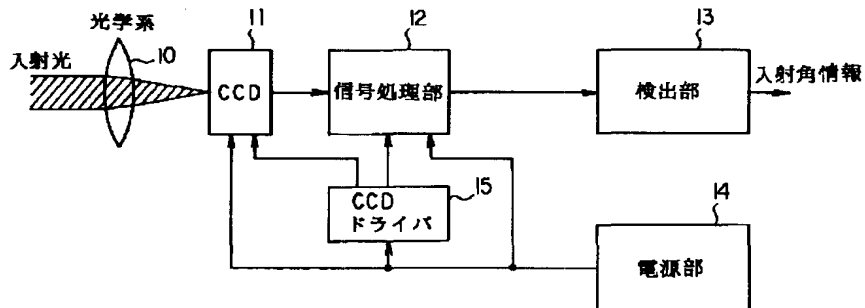 光学系
10
入射光
11
CCD
12
信号処理部
13
検出部
入射角情報
CCD
ドライバ
15
14
電源部